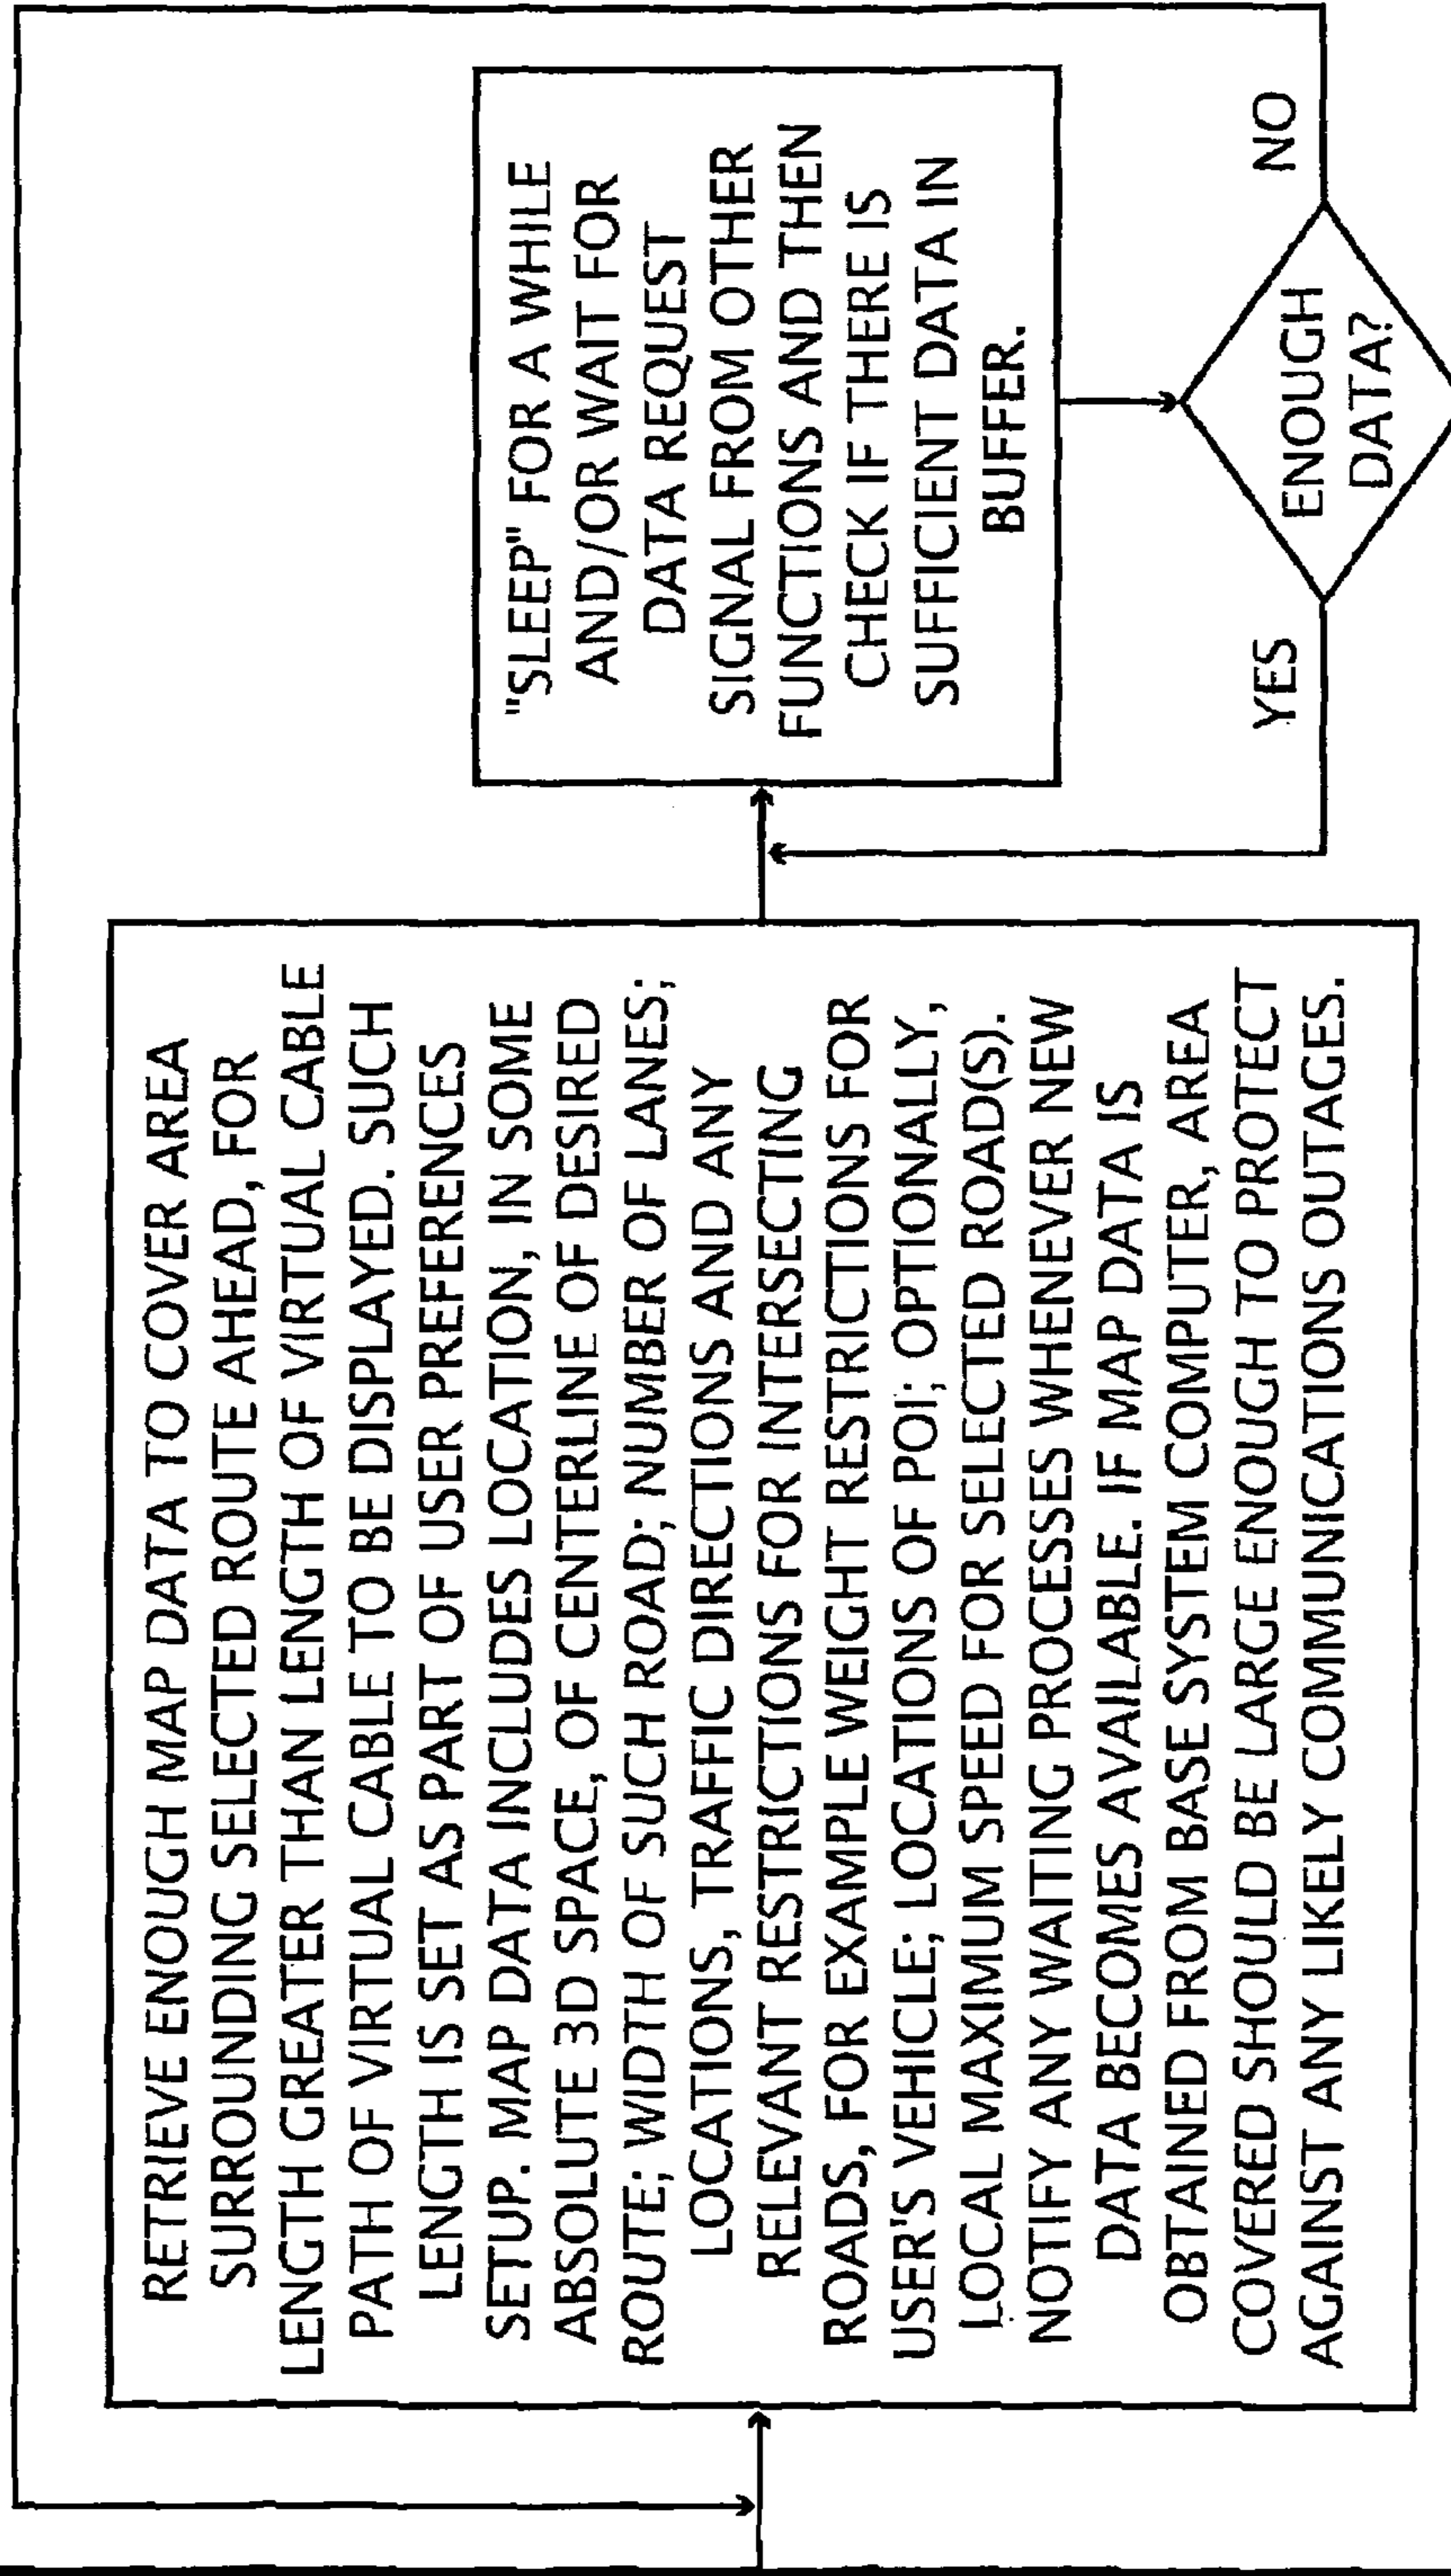 RETRIEVE ENOUGH MAP DATA TO COVER AREA
SURROUNDING SELECTED ROUTE AHEAD, FOR
LENGTH GREATER THAN LENGTH OF VIRTUAL CABLE
PATH OF VIRTUAL CABLE TO BE DISPLAYED. SUCH
LENGTH IS SET AS PART OF USER PREFERENCES
SETUP. MAP DATA INCLUDES LOCATION, IN SOME
ABSOLUTE 3D SPACE, OF CENTERLINE OF DESIRED
ROUTE; WIDTH OF SUCH ROAD; NUMBER OF LANES;
LOCATIONS, TRAFFIC DIRECTIONS AND ANY
RELEVANT RESTRICTIONS FOR INTERSECTING
ROADS, FOR EXAMPLE WEIGHT RESTRICTIONS FOR
USER'S VEHICLE; LOCATIONS OF POI; OPTIONALLY,
LOCAL MAXIMUM SPEED FOR SELECTED ROAD(S).
NOTIFY ANY WAITING PROCESSES WHENEVER NEW
DATA BECOMES AVAILABLE. IF MAP DATA IS
OBTAINED FROM BASE SYSTEM COMPUTER, AREA
COVERED SHOULD BE LARGE ENOUGH TO PROTECT
AGAINST ANY LIKELY COMMUNICATIONS OUTAGES.
"SLEEP" FOR A WHILE
AND/OR WAIT FOR
DATA REQUEST
SIGNAL FROM OTHER
FUNCTIONS AND THEN
CHECK IF THERE IS
SUFFICIENT DATA IN
BUFFER.
YES
ENOUGH
DATA?
NO